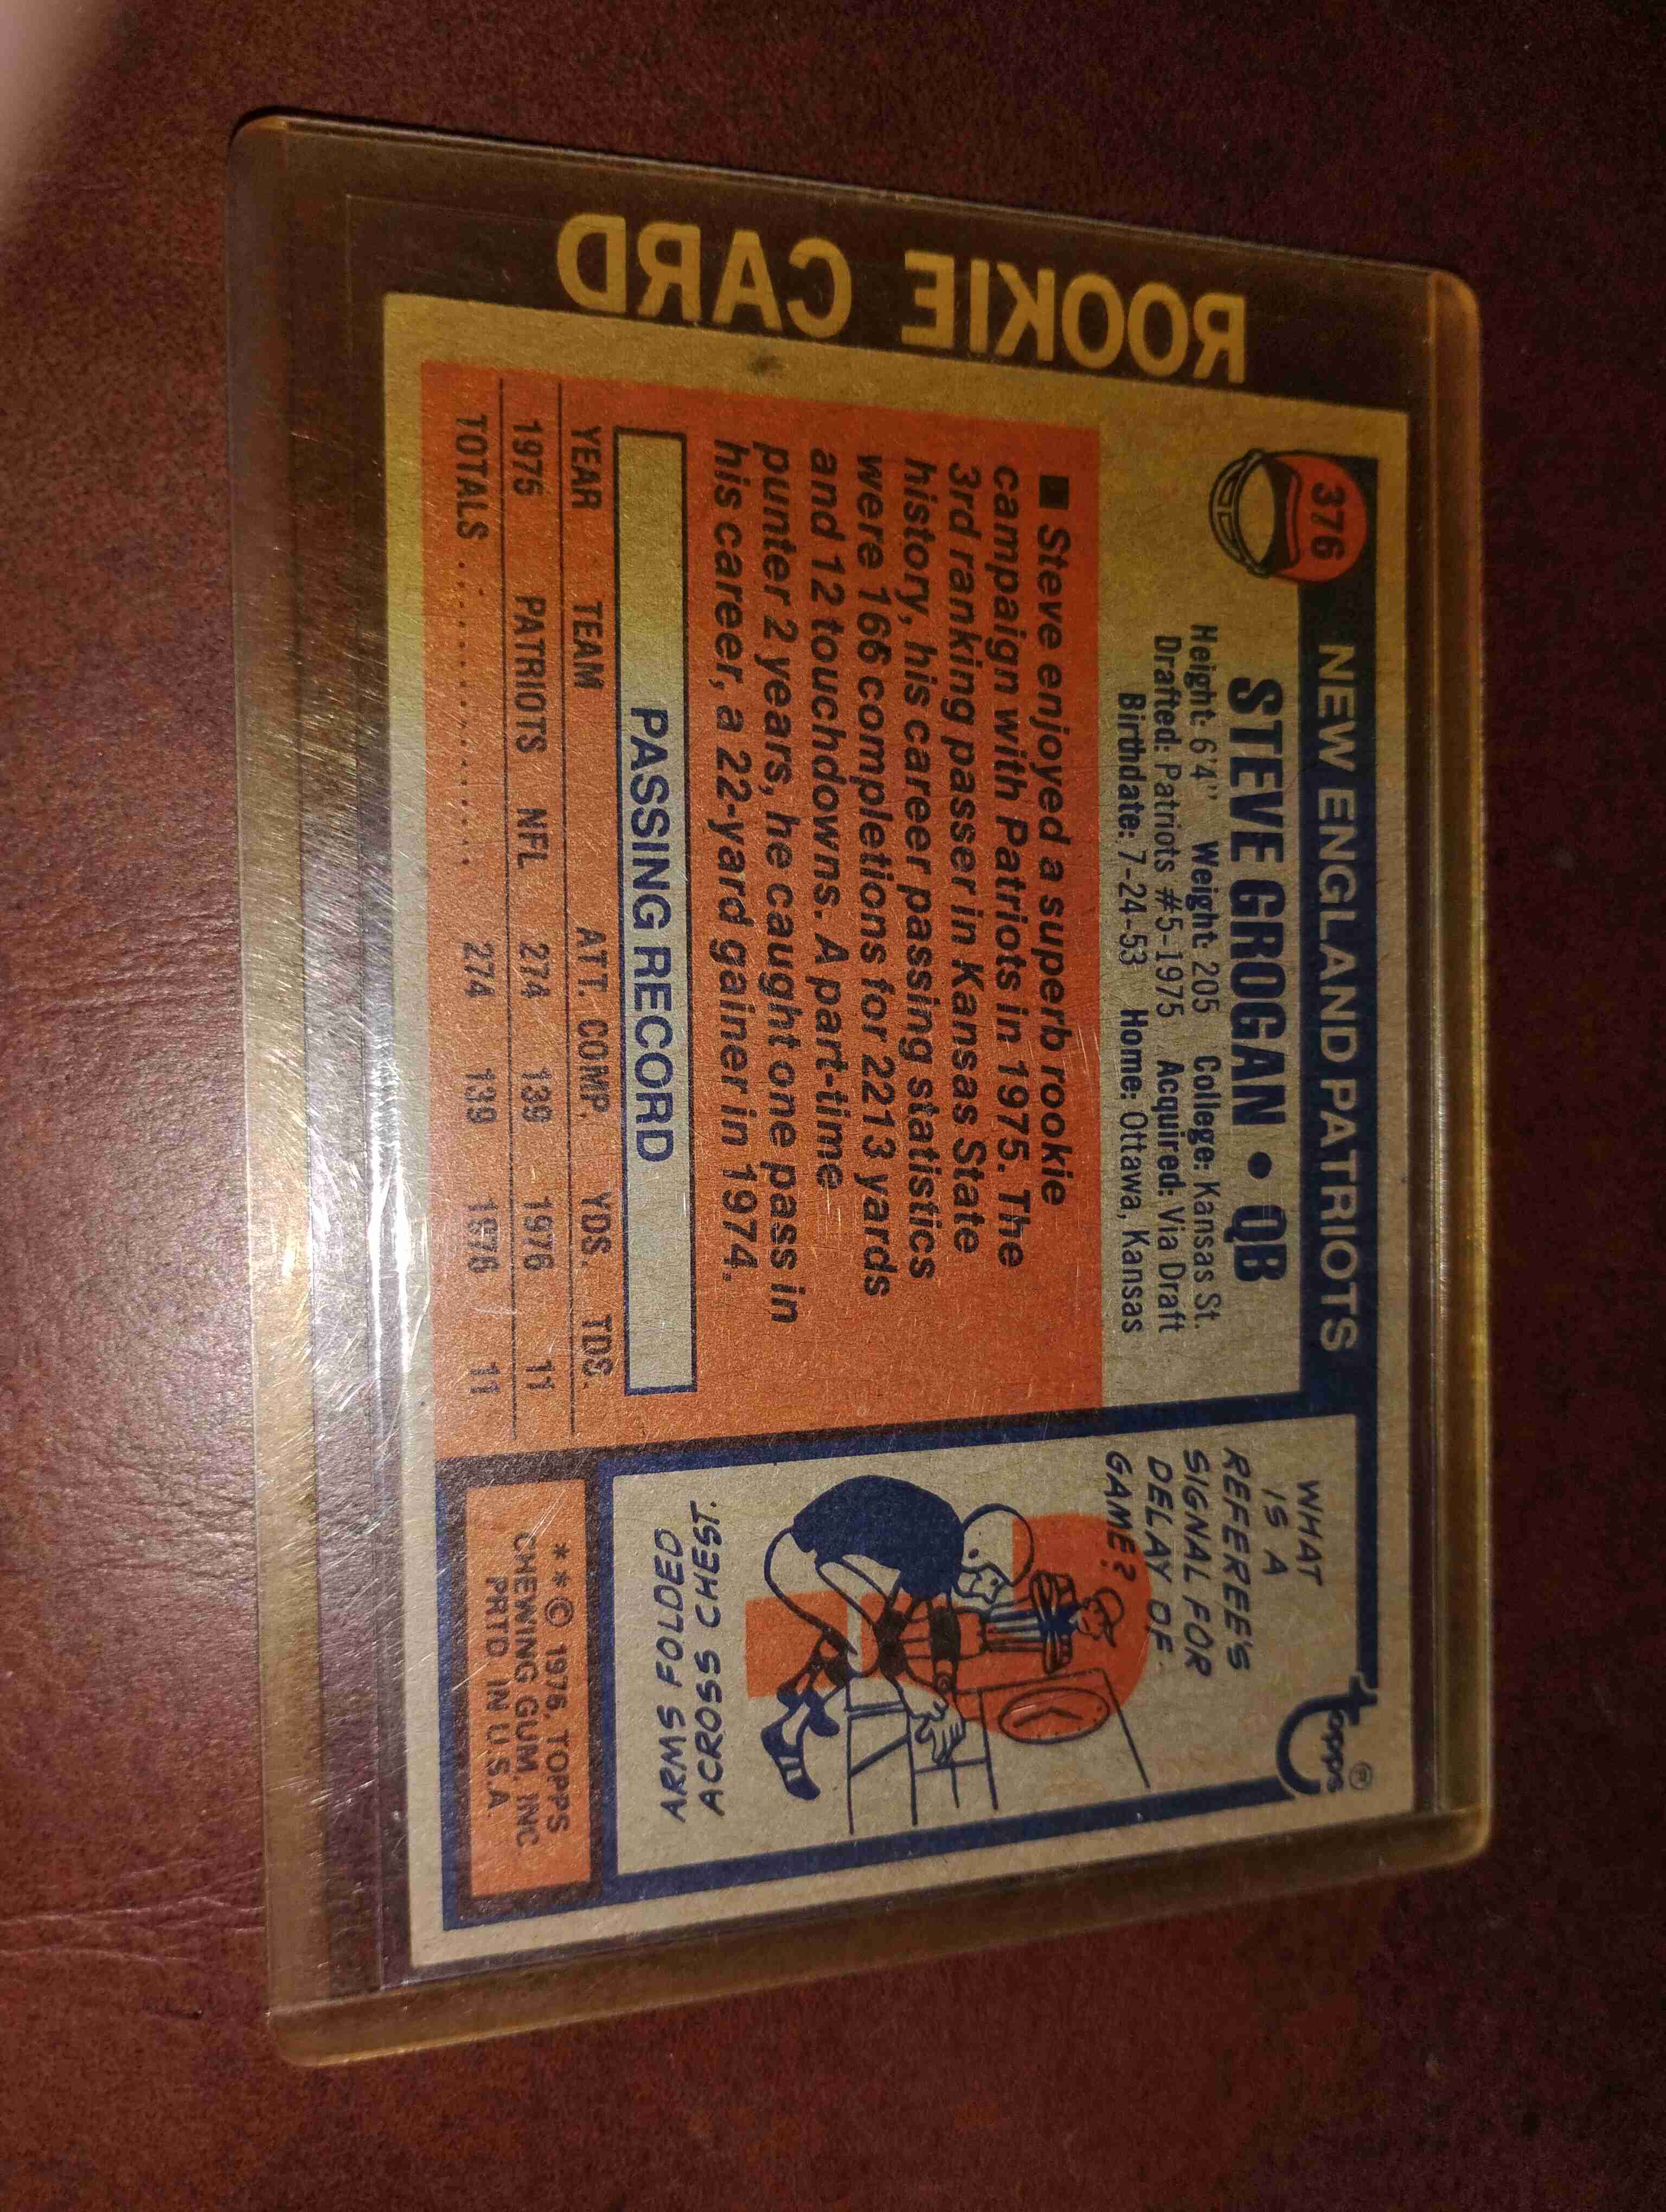 ROOKIE CARD
376
NEW ENGLAND PATRIOTS
STEVE GROGAN • QB
Height: 6'4" Weight: 205 College: Kansas St.
Drafted: Patriots #5-1975 Acquired: Via Draft
Birthdate: 7-24-53 Home: Ottawa, Kansas
■ Steve enjoyed a superb rookie
campaign with Patriots in 1975. The
3rd ranking passer in Kansas State
history, his career passing statistics
were 166 completions for 2213 yards
and 12 touchdowns. A part-time
punter 2 years, he caught one pass in
his career, a 22-yard gainer in 1974.
PASSING RECORD
YEAR TEAM ATT. COMP. YDS. TDS.
1975 PATRIOTS NFL 274 139 1976 11
TOTALS .................... 274 139 1976 11
topps®
WHAT
IS A
REFEREE'S
SIGNAL FOR
DELAY OF
GAME?
ARMS FOLDED
ACROSS CHEST.
* * © 1976, TOPPS
CHEWING GUM, INC
PRTD IN U.S.A.